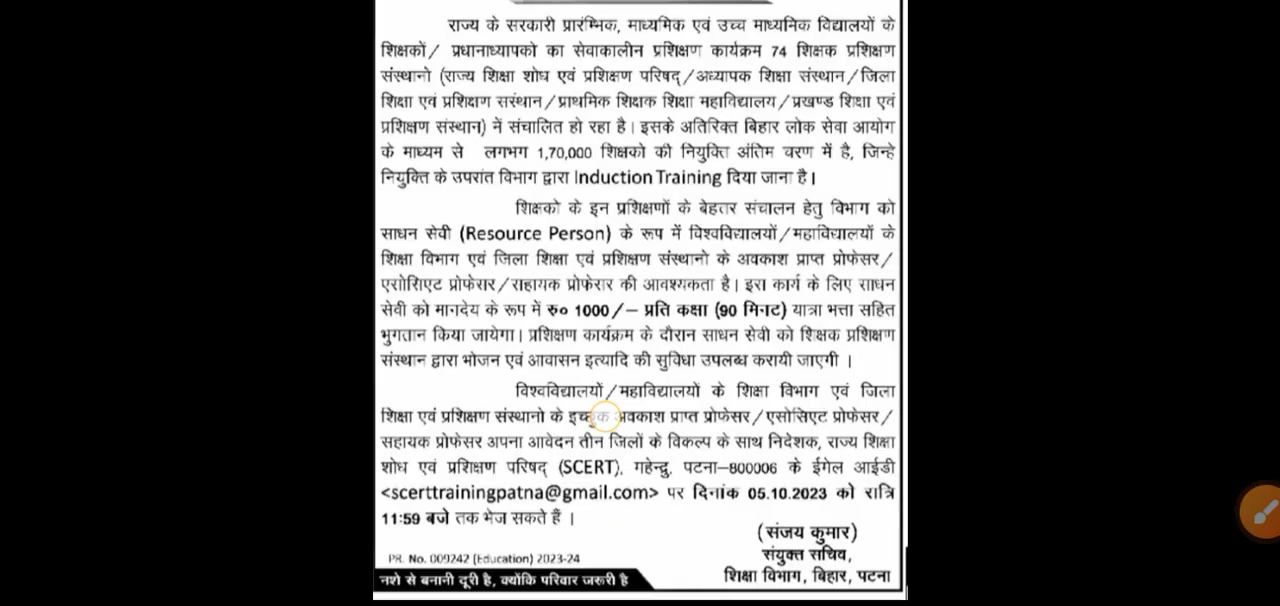 राज्य के सरकारी प्रारम्भिक, माध्यमिक एवं उच्च माध्यमिक विद्यालयों के
शिक्षकों/ प्रधानाध्यापको का सेवाकालीन प्रशिक्षण कार्यक्रम 74 शिक्षक प्रशिक्षण
संस्थानो (राज्य शिक्षा शोध एवं प्रशिक्षण परिषद्/अध्यापक शिक्षा संस्थान/जिला
शिक्षा एवं प्रशिक्षण संस्थान/प्राथमिक शिक्षक शिक्षा महाविद्यालय/प्रखण्ड शिक्षा एवं
प्रशिक्षण संस्थान) में संचालित हो रहा है। इसके अतिरिक्त बिहार लोक सेवा आयोग
के माध्यम से लगभग 1,70,000 शिक्षको की नियुक्ति अंतिम चरण में है, जिन्हे
नियुक्ति के उपरांत विभाग द्वारा Induction Training दिया जाना है।
शिक्षको के इन प्रशिक्षणों के बेहतर संचालन हेतु विभाग को
साधन सेवी (Resource Person) के रूप में विश्वविद्यालयों/महाविद्यालयों के
शिक्षा विभाग एवं जिला शिक्षा एवं प्रशिक्षण संस्थानो के अवकाश प्राप्त प्रोफेसर/
एसोसिएट प्रोफेसर/सहायक प्रोफेसर की आवश्यकता है। इस कार्य के लिए साधन
सेवी को मानदेय के रूप में रु० 1000/– प्रति कक्षा (90 मिनट) यात्रा भत्ता सहित
भुगतान किया जायेगा। प्रशिक्षण कार्यक्रम के दौरान साधन सेवी को शिक्षक प्रशिक्षण
संस्थान द्वारा भोजन एवं आवासन इत्यादि की सुविधा उपलब्ध करायी जाएगी ।
विश्वविद्यालयों/महाविद्यालयों के शिक्षा विभाग एवं जिला
शिक्षा एवं प्रशिक्षण संस्थानो के इच्छुक अवकाश प्राप्त प्रोफेसर/एसोसिएट प्रोफेसर/
सहायक प्रोफेसर अपना आवेदन तीन जिलों के विकल्प के साथ निदेशक, राज्य शिक्षा
शोध एवं प्रशिक्षण परिषद् (SCERT), महेन्द्रु, पटना–800006 के ईमेल आईडी
<scerttrainingpatna@gmail.com> पर दिनांक 05.10.2023 को रात्रि
11:59 बजे तक भेज सकते हैं ।
(संजय कुमार)
संयुक्त सचिव,
शिक्षा विभाग, बिहार, पटना
PR. No. 009242 (Education) 2023-24
नशे से बनानी दूरी है, क्योंकि परिवार जरूरी है